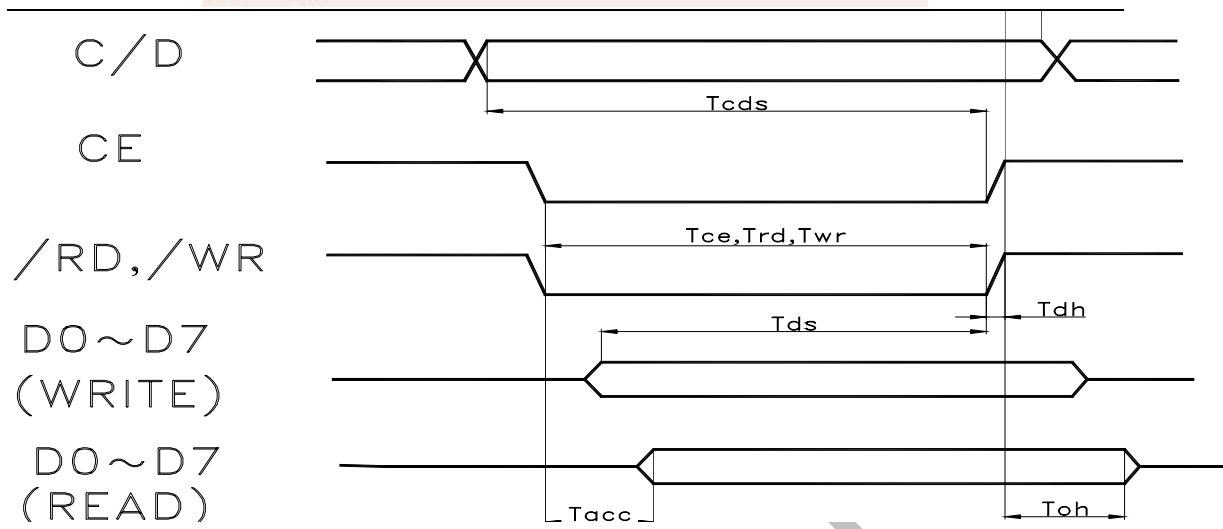 C/D
Tcds
CE
Tce,Trd,Twr
/RD,/WR
Tdh
Tds
D0～D7
(WRITE)
D0～D7
(READ)
Tacc
Toh